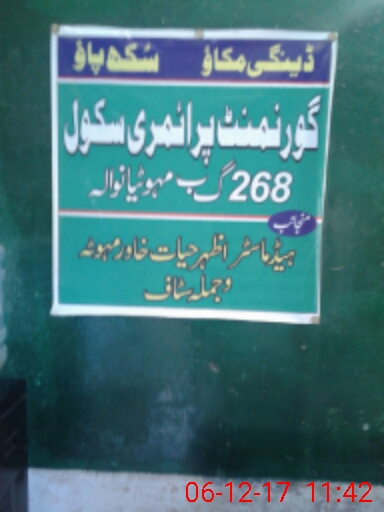 ڈینگی مکاؤ سکھ پاؤ
گورنمنٹ پرائمری سکول
268 گ ب مہوٹیانوالہ
منجانب
ہیڈ ماسٹر اظہر حیات خاور مہوٹہ
و جملہ سٹاف
06-12-17 11:42